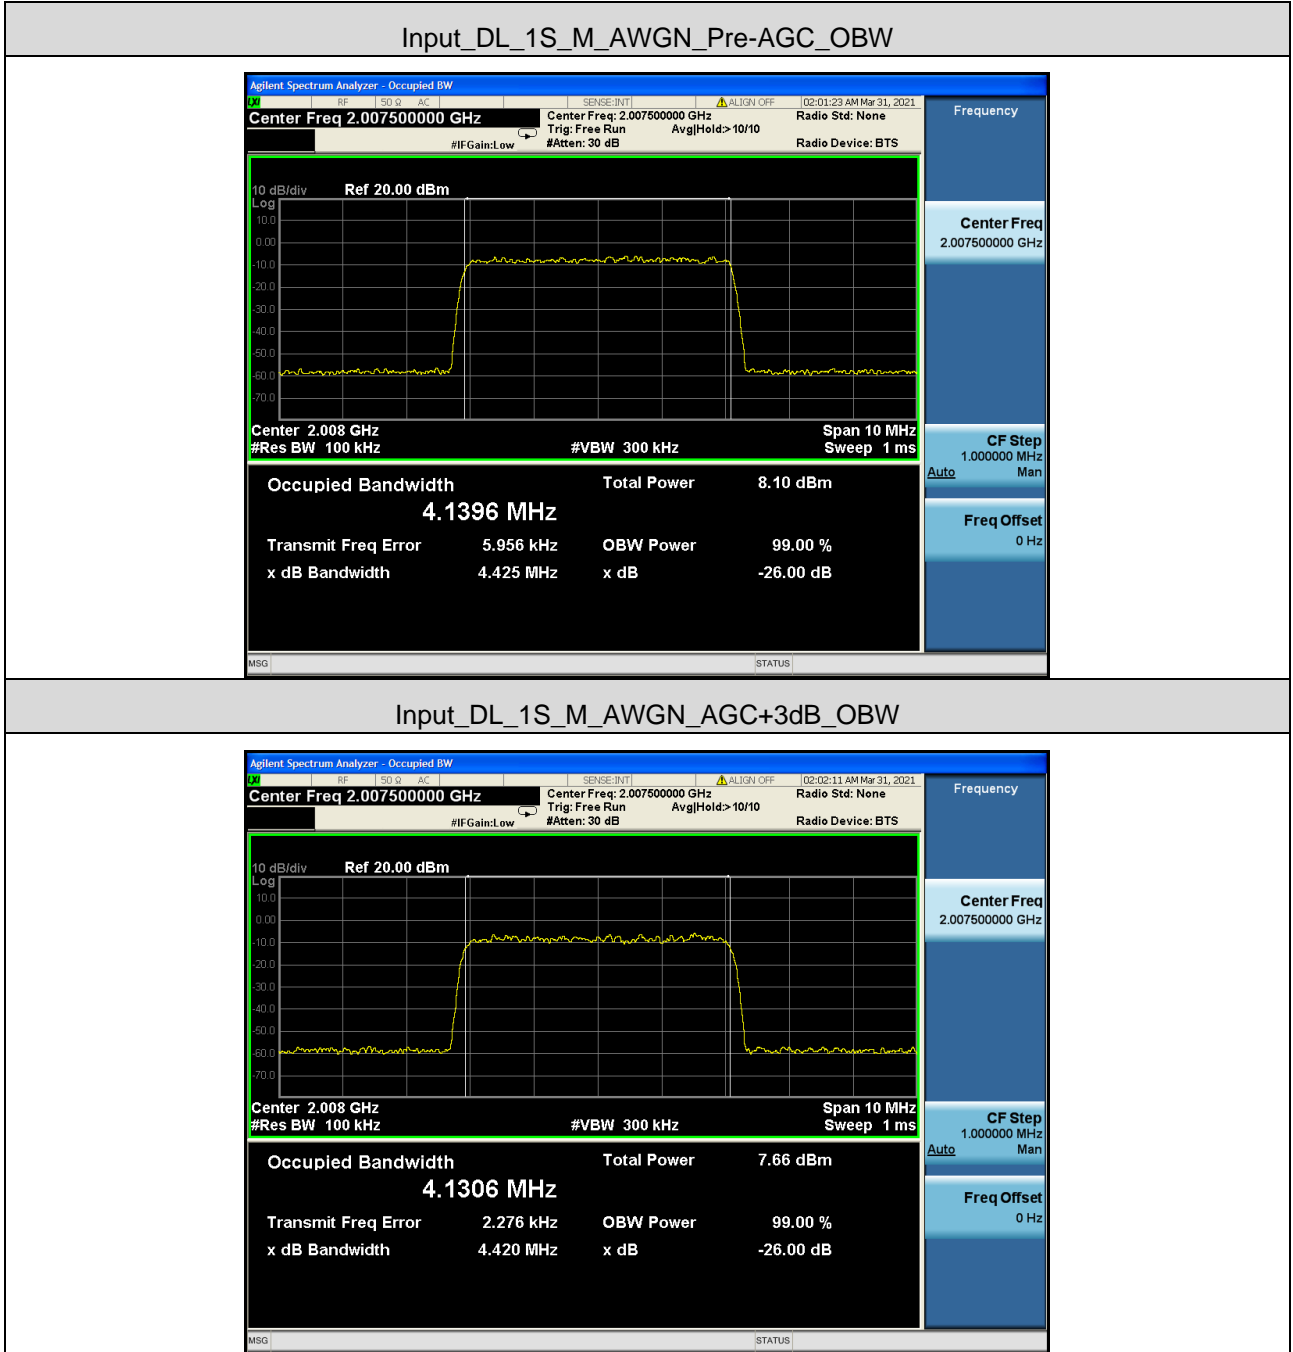 Input_DL_1S_M_AWGN_Pre-AGC_OBW
Agilent Spectrum Analyzer - Occupied BW
LXI RF 50 Ω AC SENSE:INT ALIGN OFF 02:01:23 AM Mar 31, 2021
Center Freq 2.007500000 GHz
Center Freq: 2.007500000 GHz
Radio Std: None
Trig: Free Run Avg|Hold:>10/10
#IFGain:Low
#Atten: 30 dB
Radio Device: BTS
Frequency
10 dB/div Ref 20.00 dBm
Log
10.0
0.00
-10.0
-20.0
-30.0
-40.0
-50.0
-60.0
-70.0
Center 2.008 GHz Span 10 MHz
#Res BW 100 kHz #VBW 300 kHz Sweep 1 ms
Center Freq
2.007500000 GHz
CF Step
1.000000 MHz
Auto Man
Freq Offset
0 Hz
Occupied Bandwidth Total Power 8.10 dBm
4.1396 MHz
Transmit Freq Error 5.956 kHz OBW Power 99.00 %
x dB Bandwidth 4.425 MHz x dB -26.00 dB
MSG STATUS
Input_DL_1S_M_AWGN_AGC+3dB_OBW
Agilent Spectrum Analyzer - Occupied BW
LXI RF 50 Ω AC SENSE:INT ALIGN OFF 02:02:11 AM Mar 31, 2021
Center Freq 2.007500000 GHz
Center Freq: 2.007500000 GHz
Radio Std: None
Trig: Free Run Avg|Hold:>10/10
#IFGain:Low
#Atten: 30 dB
Radio Device: BTS
Frequency
10 dB/div Ref 20.00 dBm
Log
10.0
0.00
-10.0
-20.0
-30.0
-40.0
-50.0
-60.0
-70.0
Center 2.008 GHz Span 10 MHz
#Res BW 100 kHz #VBW 300 kHz Sweep 1 ms
Center Freq
2.007500000 GHz
CF Step
1.000000 MHz
Auto Man
Freq Offset
0 Hz
Occupied Bandwidth Total Power 7.66 dBm
4.1306 MHz
Transmit Freq Error 2.276 kHz OBW Power 99.00 %
x dB Bandwidth 4.420 MHz x dB -26.00 dB
MSG STATUS